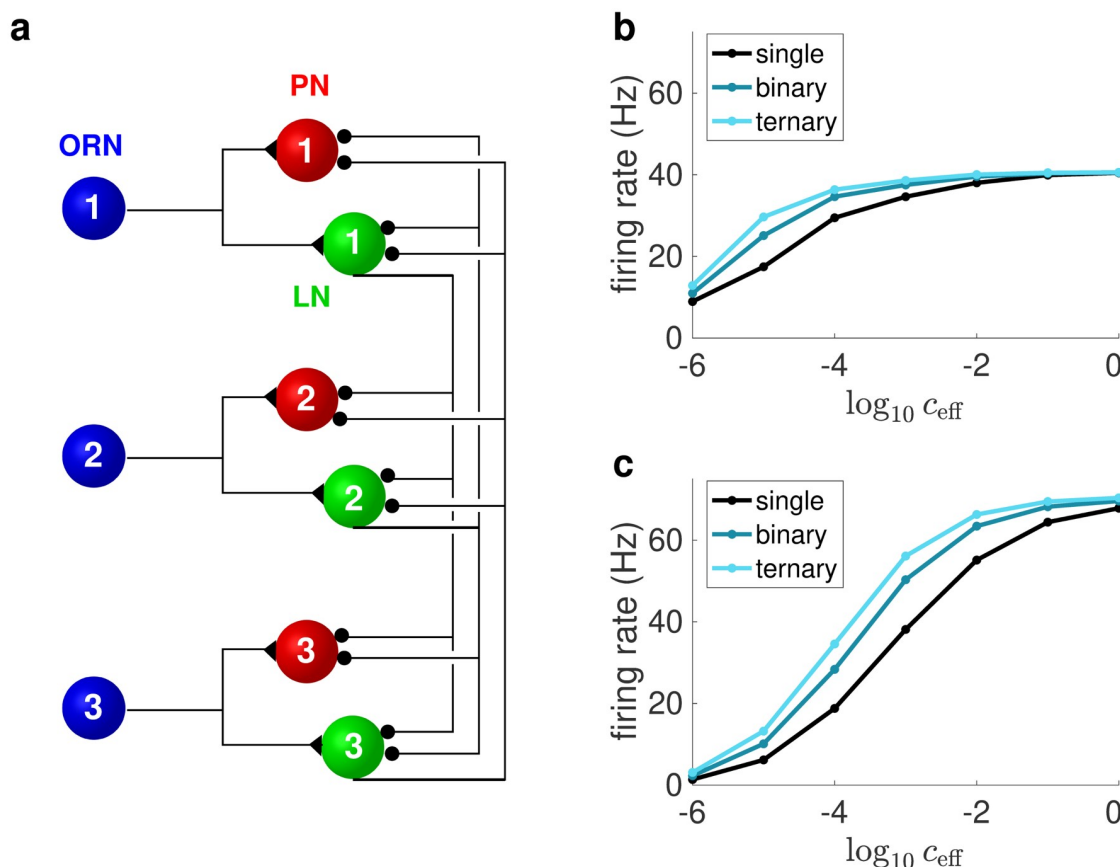 a
PN
ORN
1
1
1
LN
2
2
2
3
3
3
b
single
binary
ternary
firing rate (Hz)
60
40
20
0
-6
-4
-2
0
log₁₀ c_eff
c
single
binary
ternary
firing rate (Hz)
60
40
20
0
-6
-4
-2
0
log₁₀ c_eff